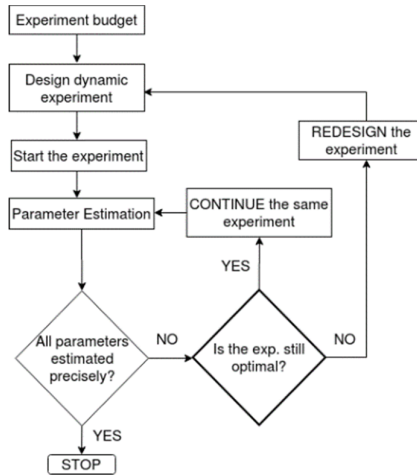 Experiment budget
Design dynamic
experiment
Start the experiment
Parameter Estimation
REDESIGN the
experiment
CONTINUE the same
experiment
YES
All parameters
estimated
precisely?
NO
Is the exp. still
optimal?
NO
YES
STOP